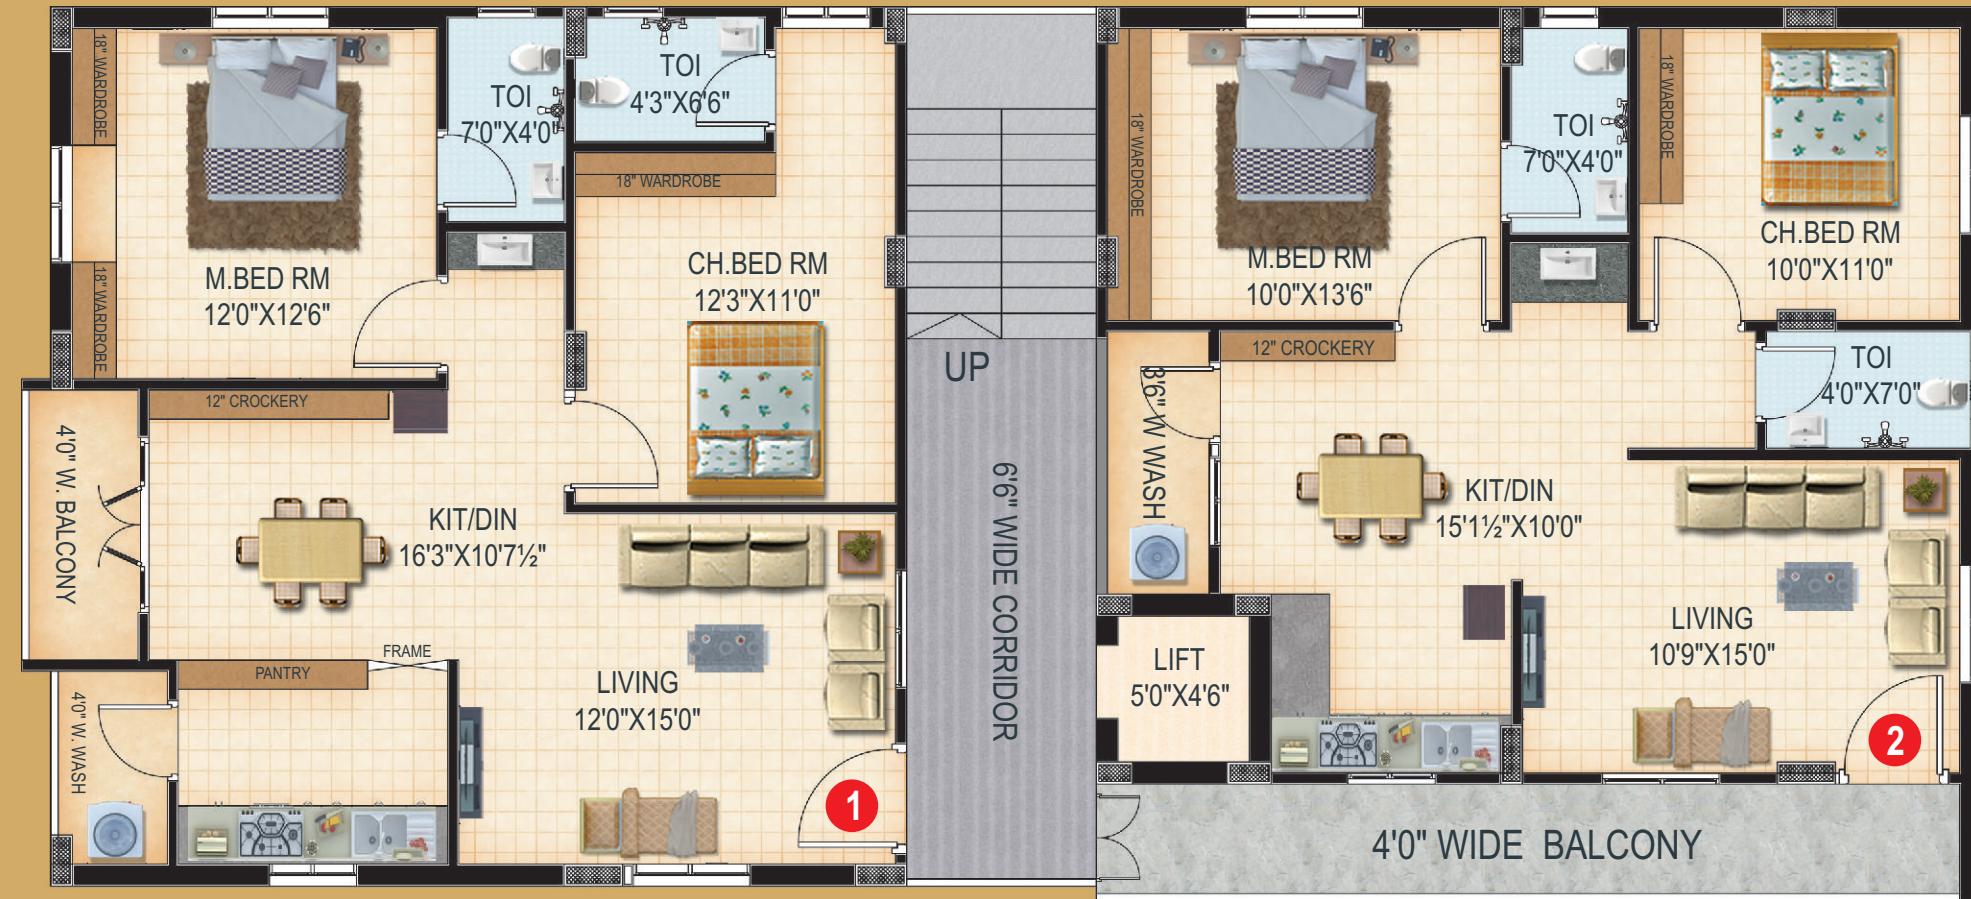 18" WARDROBE
18" WARDROBE
M.BED RM
12'0"X12'6"
TOI
7'0"X4'0"
TOI
4'3"X6'6"
18" WARDROBE
CH.BED RM
12'3"X11'0"
12" CROCKERY
4'0" W. BALCONY
KIT/DIN
16'3"X10'7½"
FRAME
PANTRY
4'0" W. WASH
LIVING
12'0"X15'0"
1
UP
6'6" WIDE CORRIDOR
18" WARDROBE
M.BED RM
10'0"X13'6"
TOI
7'0"X4'0"
18" WARDROBE
CH.BED RM
10'0"X11'0"
12" CROCKERY
TOI
4'0"X7'0"
3'6" W WASH
KIT/DIN
15'1½"X10'0"
LIVING
10'9"X15'0"
LIFT
5'0"X4'6"
2
4'0" WIDE BALCONY